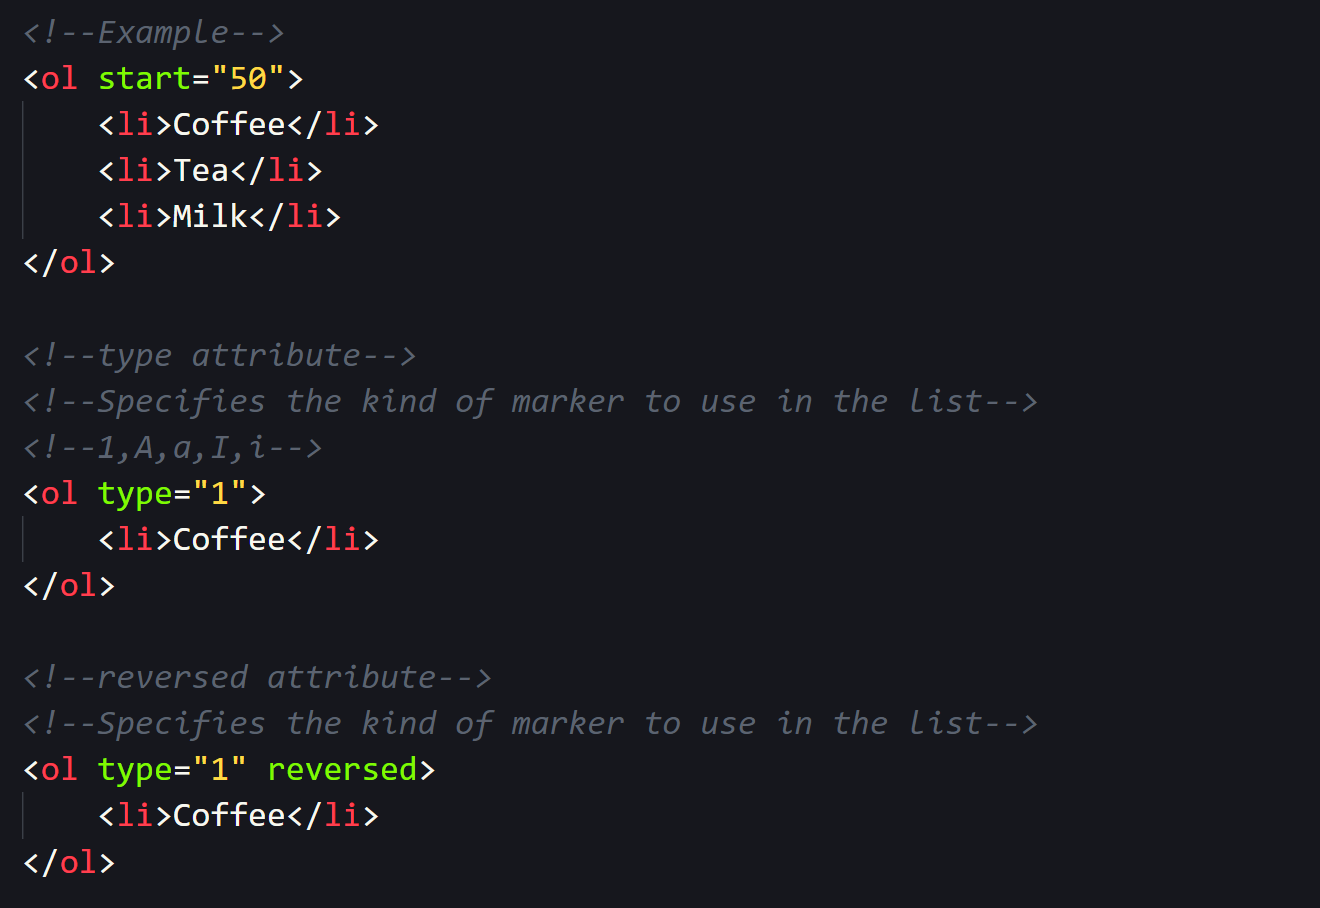 <!--Example-->
<ol start="50">
    <li>Coffee</li>
    <li>Tea</li>
    <li>Milk</li>
</ol>

<!--type attribute-->
<!--Specifies the kind of marker to use in the list-->
<!--1,A,a,I,i-->
<ol type="1">
    <li>Coffee</li>
</ol>

<!--reversed attribute-->
<!--Specifies the kind of marker to use in the list-->
<ol type="1" reversed>
    <li>Coffee</li>
</ol>